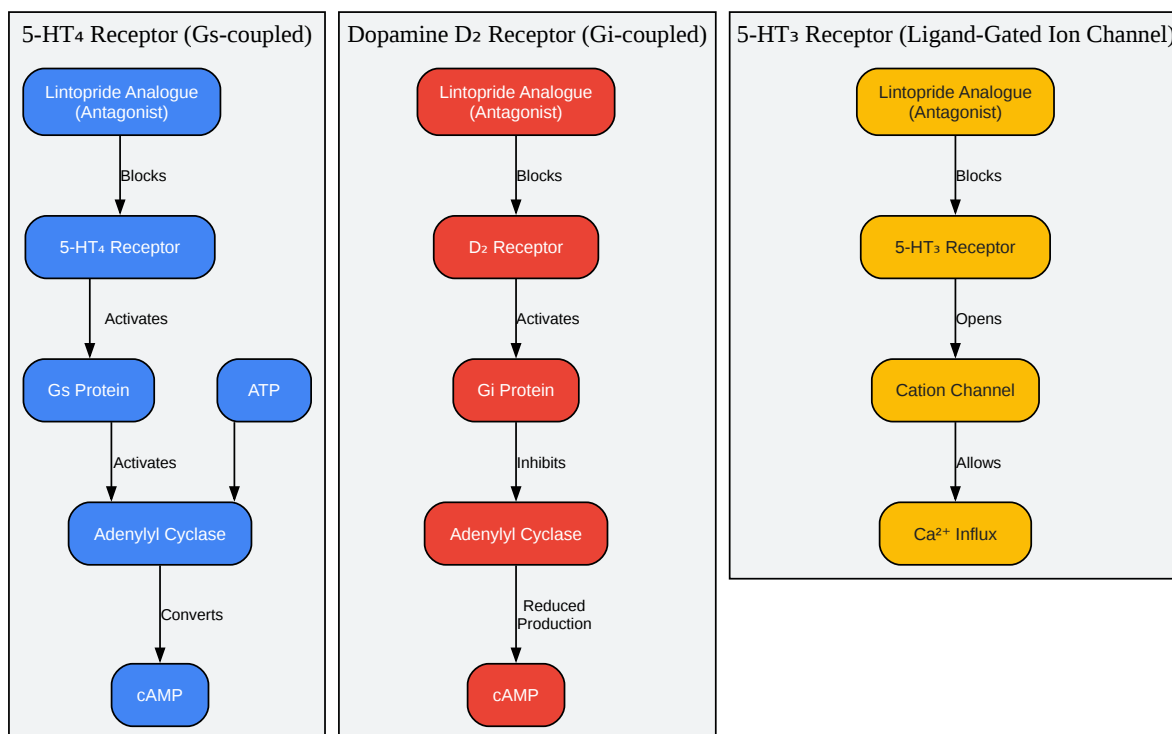 5-HT₄ Receptor (Gs-coupled)
Lintopride Analogue
(Antagonist)
Blocks
5-HT₄ Receptor
Activates
Gs Protein
ATP
Activates
Adenylyl Cyclase
Converts
cAMP
Dopamine D₂ Receptor (Gi-coupled)
Lintopride Analogue
(Antagonist)
Blocks
D₂ Receptor
Activates
Gi Protein
Inhibits
Adenylyl Cyclase
Reduced
Production
cAMP
5-HT₃ Receptor (Ligand-Gated Ion Channel)
Lintopride Analogue
(Antagonist)
Blocks
5-HT₃ Receptor
Opens
Cation Channel
Allows
Ca²⁺ Influx